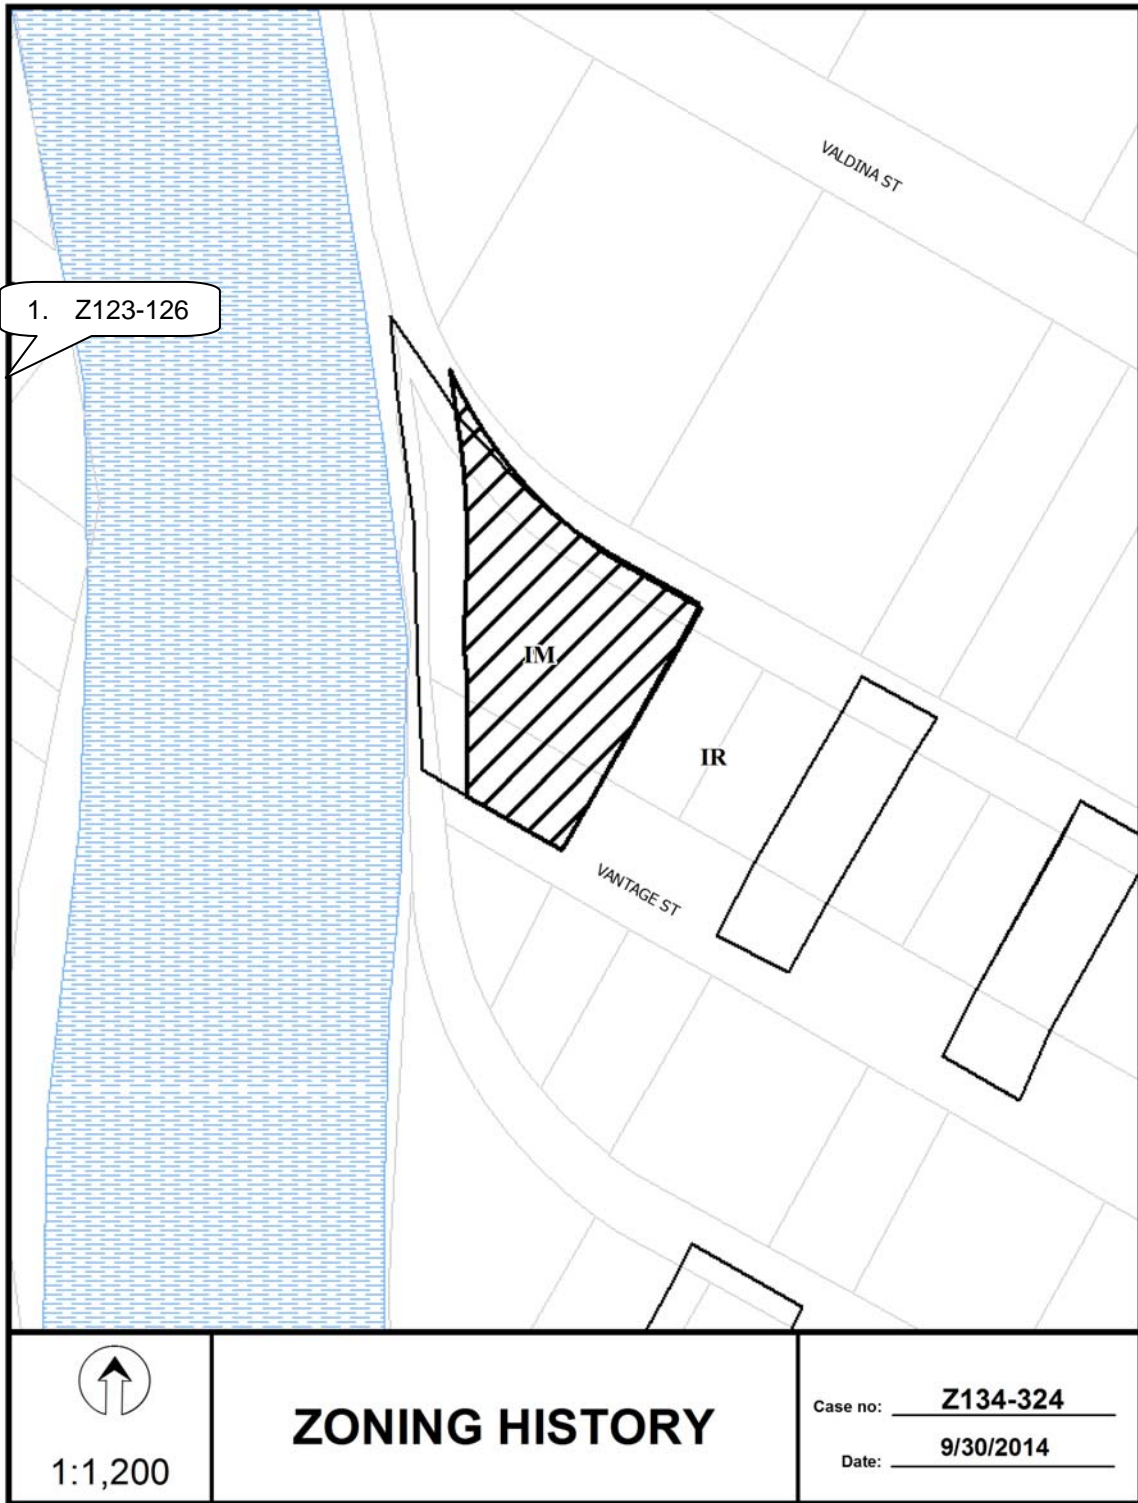 VALDINA ST
1. Z123-126
IM
IR
VANTAGE ST
1:1,200
ZONING HISTORY
Case no: Z134-324
Date: 9/30/2014